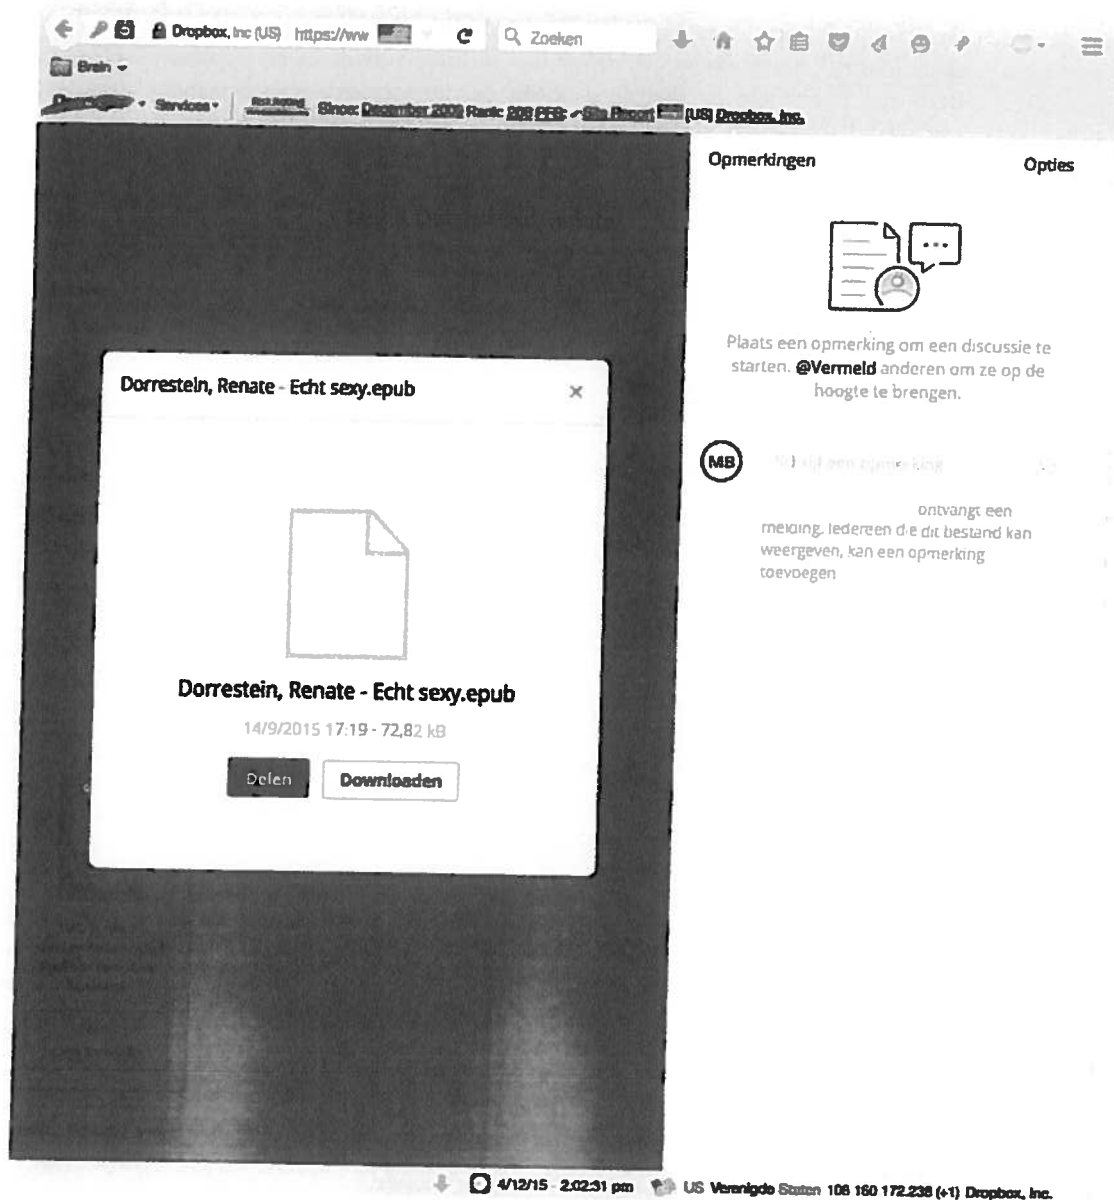 Dropbox, Inc (US) https://ww
Zoeken
Brein
Services Since: December 2009 Rank: PFS: Site Report [US] Dropbox, Inc.
Opmerkingen Opties
Plaats een opmerking om een discussie te
starten. @Vermeld anderen om ze op de
hoogte te brengen.
MB een opmerking
ontvangt een
melding. Iedereen die dit bestand kan
weergeven, kan een opmerking
toevoegen
Dorrestein, Renate - Echt sexy.epub
Dorrestein, Renate - Echt sexy.epub
14/9/2015 17:19 - 72,82 kB
Delen Downloaden
4/12/15 - 2:02:31 pm US Verenigde Staten 108 160 172.238 (+1) Dropbox, Inc.